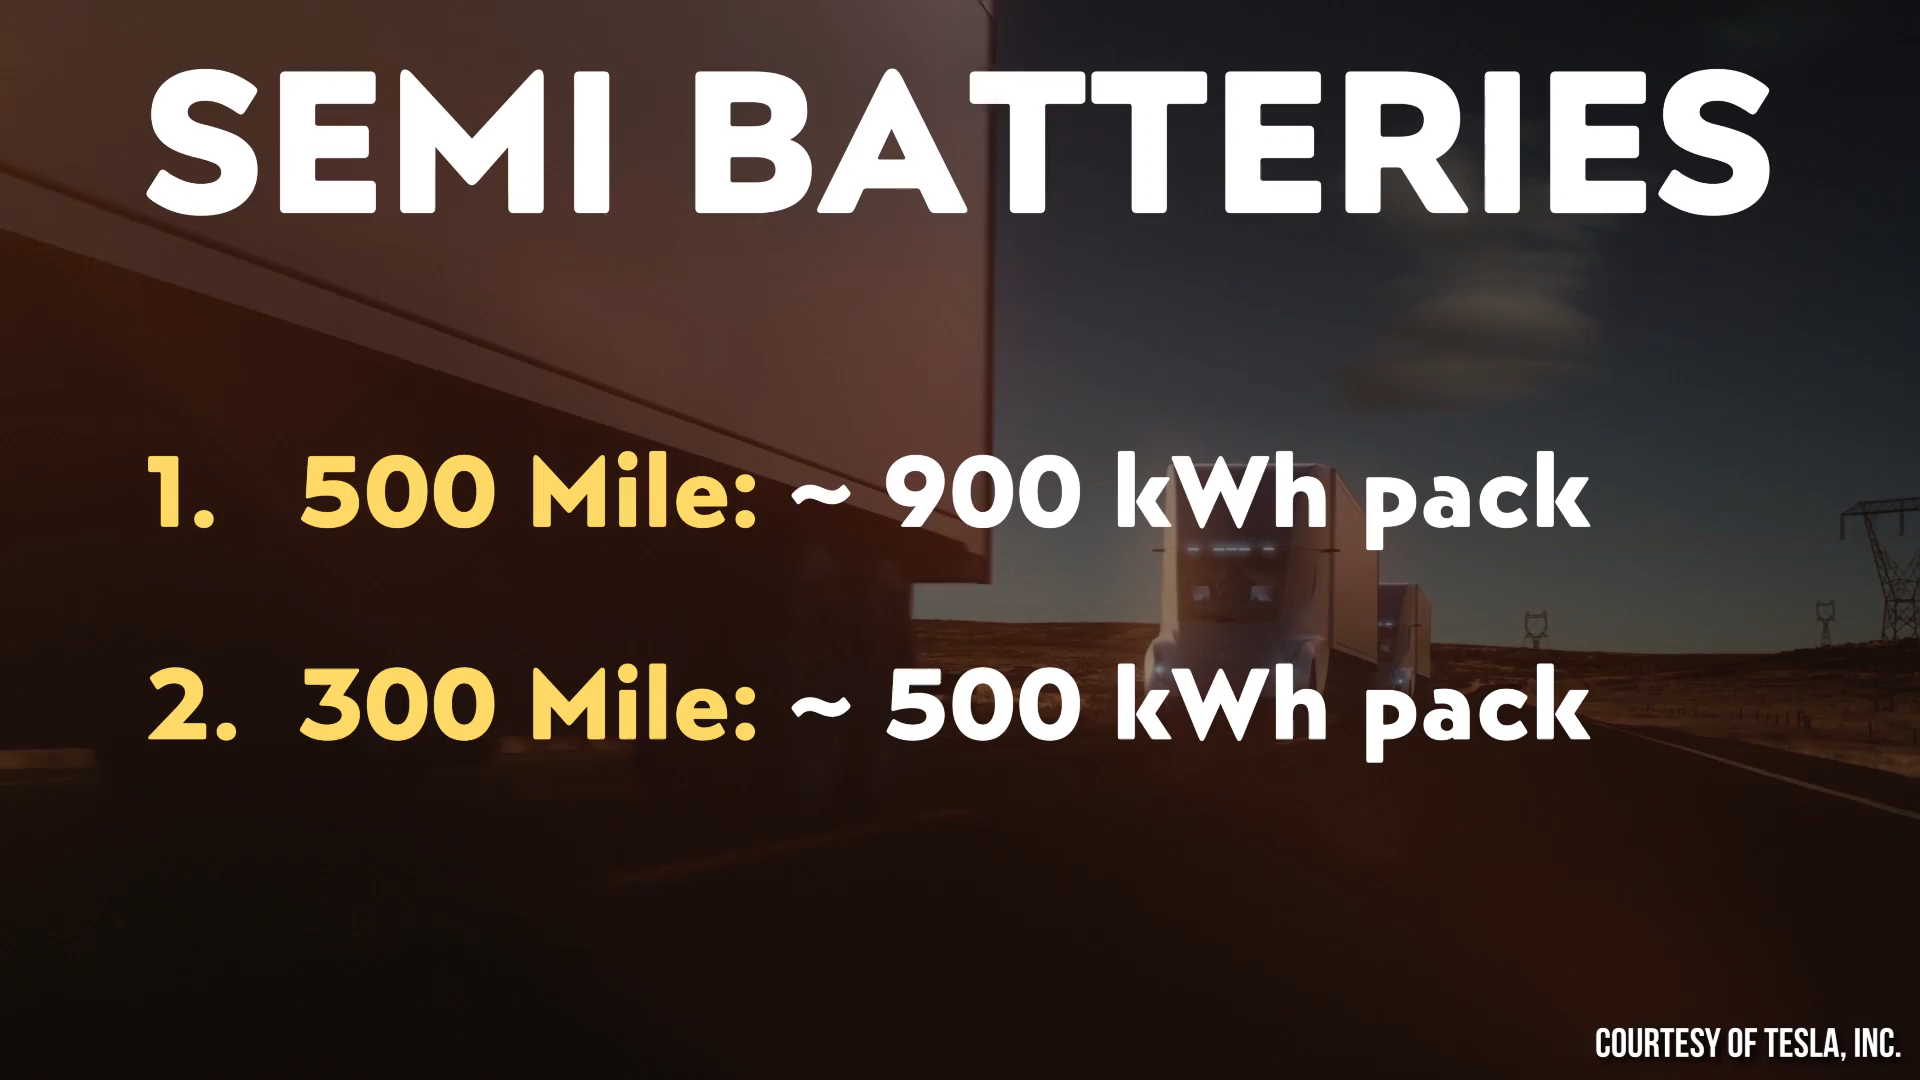 SEMI BATTERIES
1. 500 Mile: ~ 900 kWh pack
2. 300 Mile: ~ 500 kWh pack
COURTESY OF TESLA, INC.